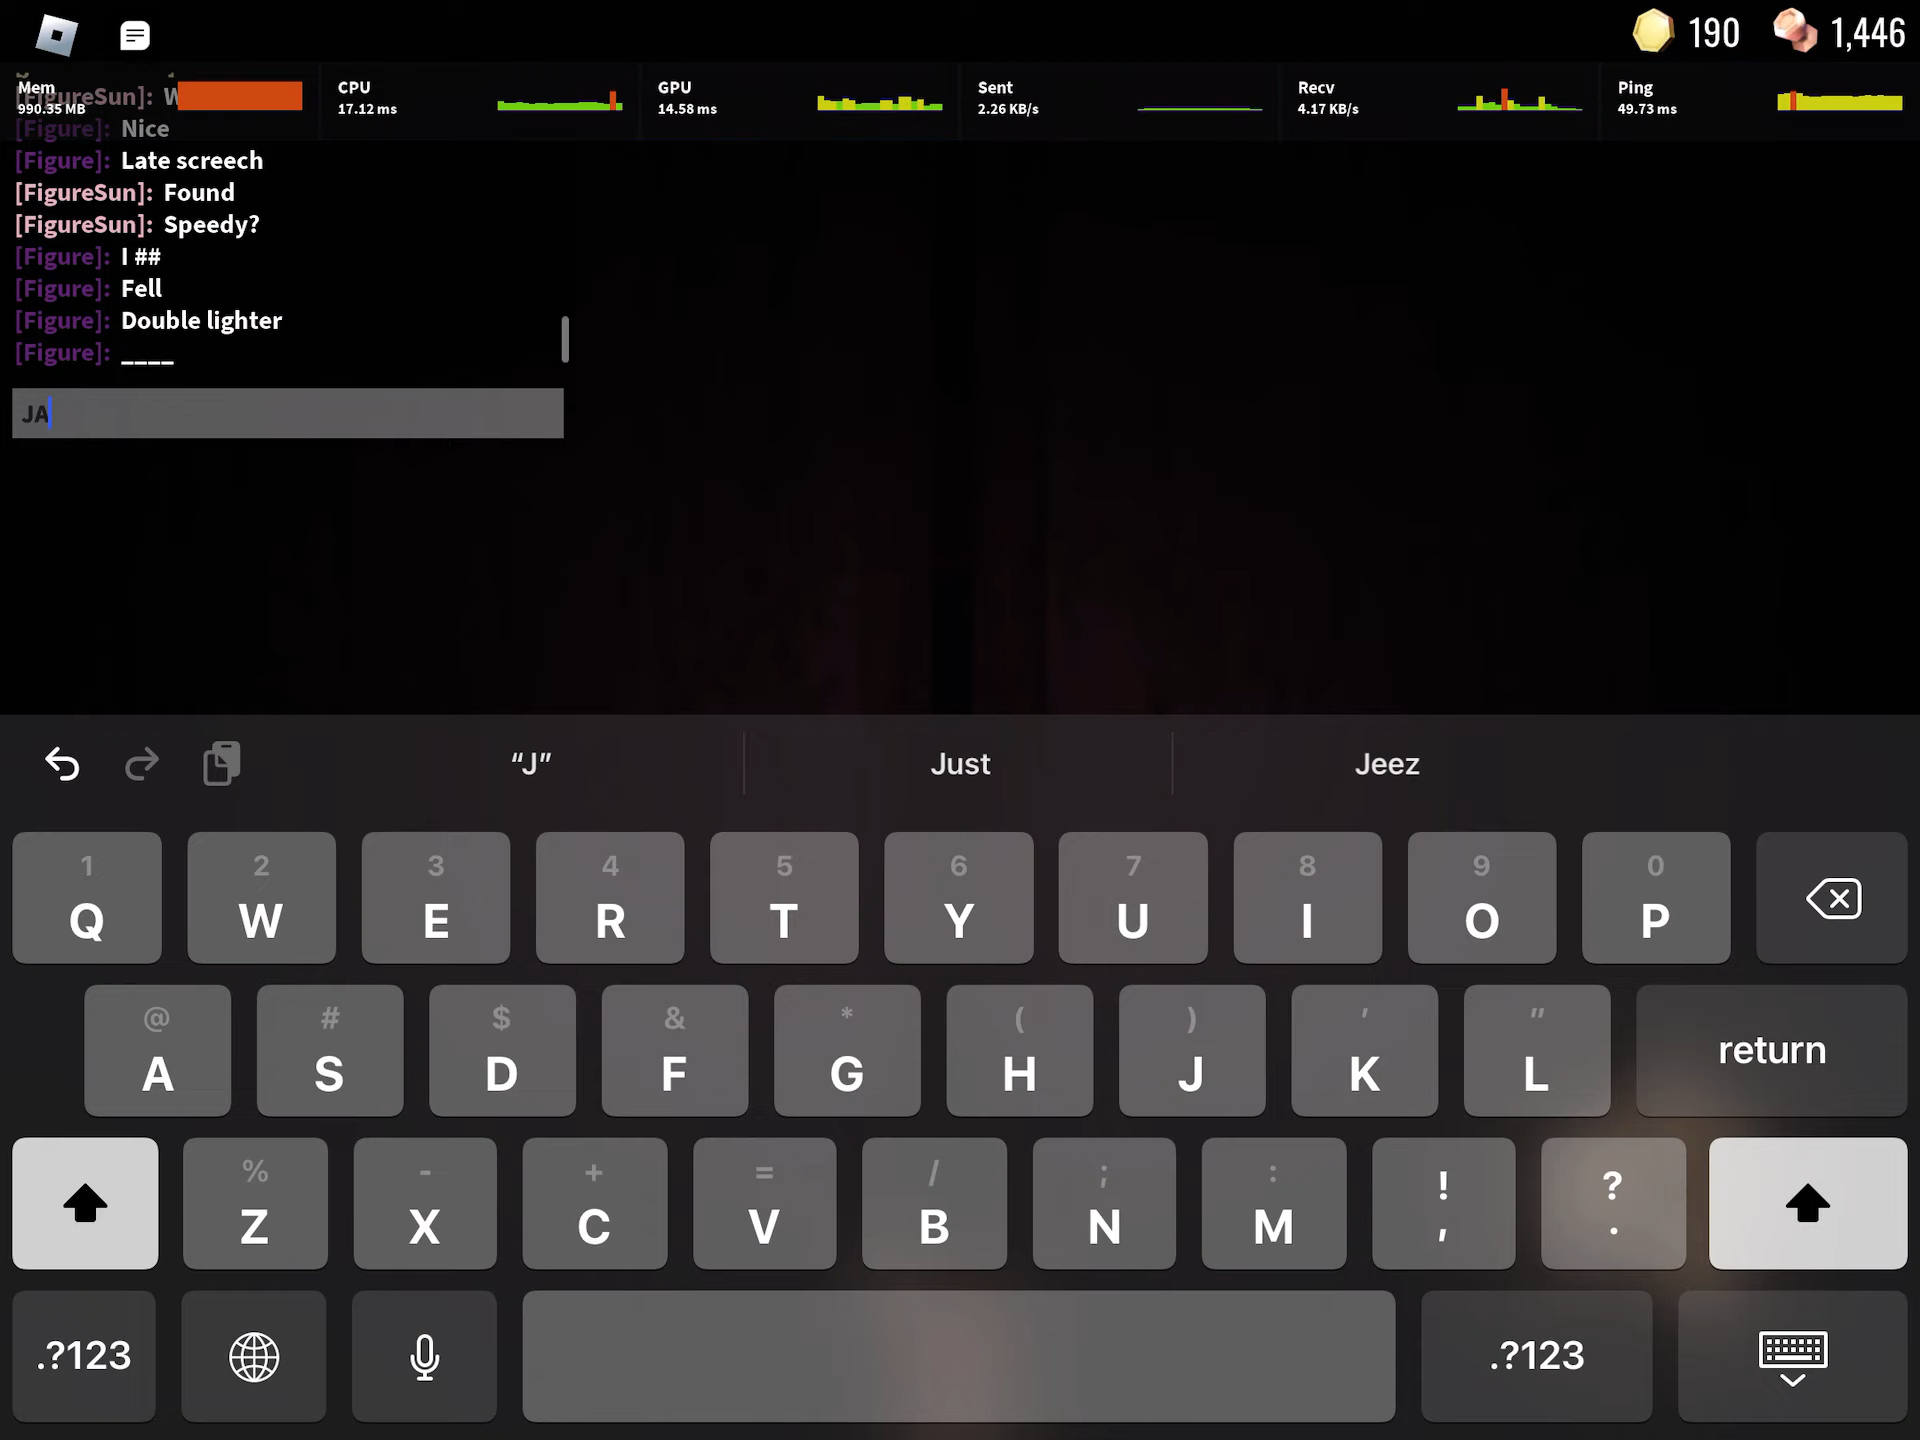 190 1,446
Mem CPU GPU Sent Recv Ping
990.35 MB 17.12 ms 14.58 ms 2.26 KB/s 4.17 KB/s 49.73 ms
[FigureSun]: W
[Figure]: Nice
[Figure]: Late screech
[FigureSun]: Found
[FigureSun]: Speedy?
[Figure]: I ##
[Figure]: Fell
[Figure]: Double lighter
[Figure]: ____
JA
“J” Just Jeez
1 2 3 4 5 6 7 8 9 0
Q W E R T Y U I O P
@ # $ & * ( ) ' "
A S D F G H J K L return
% - + = / ; : ! ?
Z X C V B N M , .
.?123 .?123